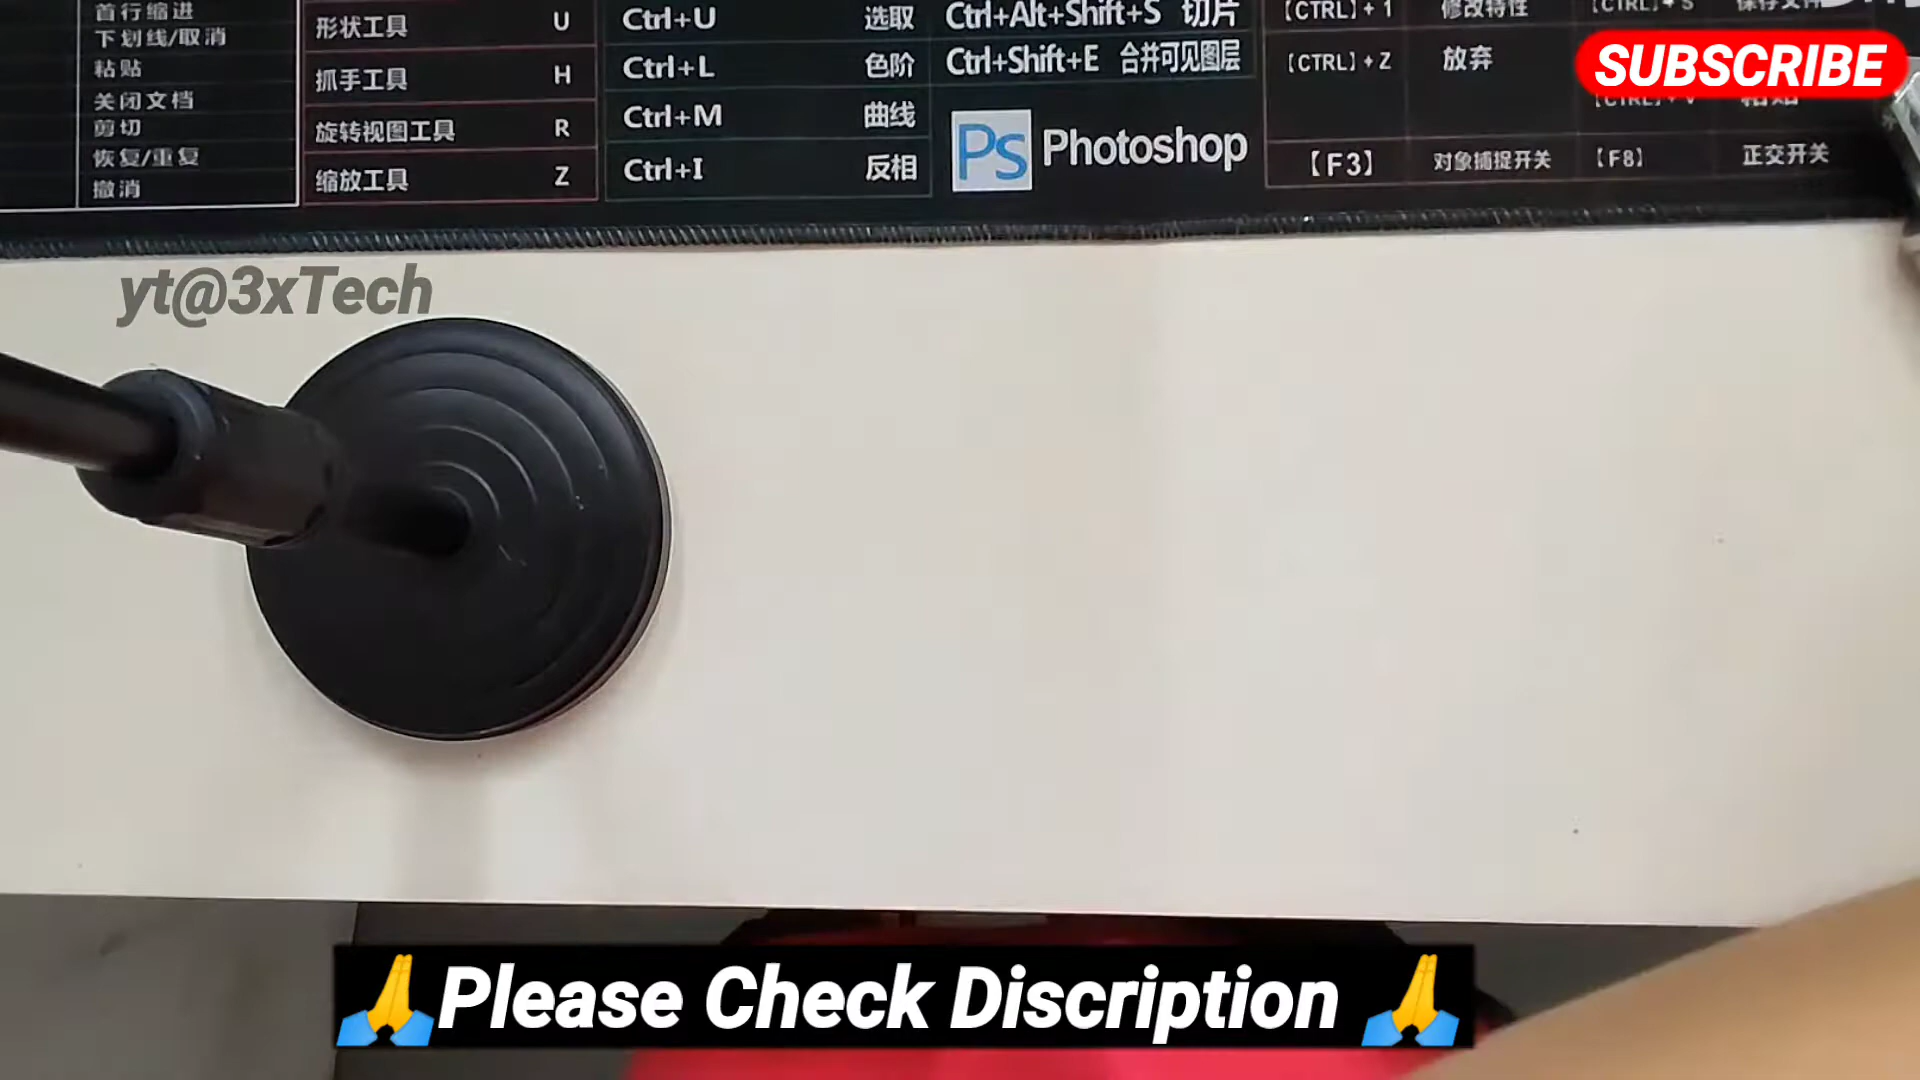 首行缩进
下划线/取消
粘贴
关闭文档
剪切
恢复/重复
撤消
形状工具 U
抓手工具 H
旋转视图工具 R
缩放工具 Z
Ctrl+U 选取
Ctrl+L 色阶
Ctrl+M 曲线
Ctrl+I 反相
Ctrl+Alt+Shift+S 切片
Ctrl+Shift+E 合并可见图层
Ps Photoshop
[CTRL] + 1 修改特性
[CTRL] + Z 放弃
【F3】 对象捕捉开关 【F8】 正交开关
[CTRL] + S 保存文件
SUBSCRIBE
yt@3xTech
🙏Please Check Discription 🙏